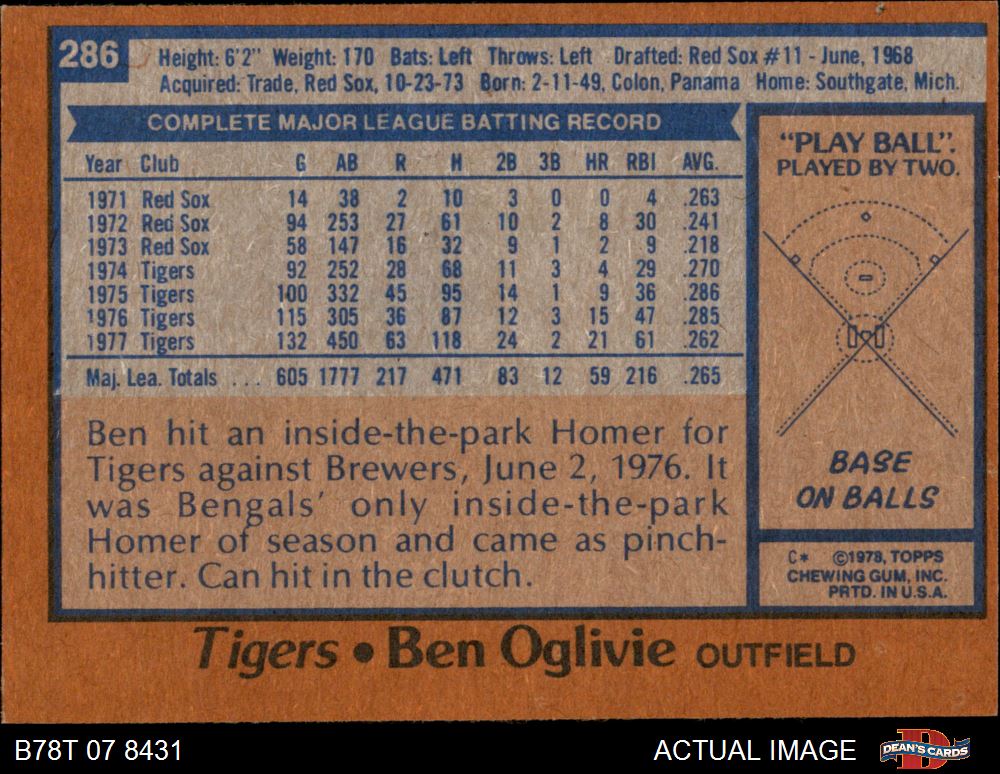 286
Height: 6'2" Weight: 170 Bats: Left Throws: Left Drafted: Red Sox #11 - June, 1968
Acquired: Trade, Red Sox, 10-23-73 Born: 2-11-49, Colon, Panama Home: Southgate, Mich.
COMPLETE MAJOR LEAGUE BATTING RECORD
Year Club G AB R H 2B 3B HR RBI AVG.
1971 Red Sox 14 38 2 10 3 0 0 4 .263
1972 Red Sox 94 253 27 61 10 2 8 30 .241
1973 Red Sox 58 147 16 32 9 1 2 9 .218
1974 Tigers 92 252 28 68 11 3 4 29 .270
1975 Tigers 100 332 45 95 14 1 9 36 .286
1976 Tigers 115 305 36 87 12 3 15 47 .285
1977 Tigers 132 450 63 118 24 2 21 61 .262
Maj. Lea. Totals ... 605 1777 217 471 83 12 59 216 .265
Ben hit an inside-the-park Homer for
Tigers against Brewers, June 2, 1976. It
was Bengals' only inside-the-park
Homer of season and came as pinch-
hitter. Can hit in the clutch.
"PLAY BALL".
PLAYED BY TWO.
BASE
ON BALLS
C* ©1978, TOPPS
CHEWING GUM, INC.
PRTD. IN U.S.A.
Tigers • Ben Oglivie OUTFIELD
B78T 07 8431
ACTUAL IMAGE
DEAN'S CARDS